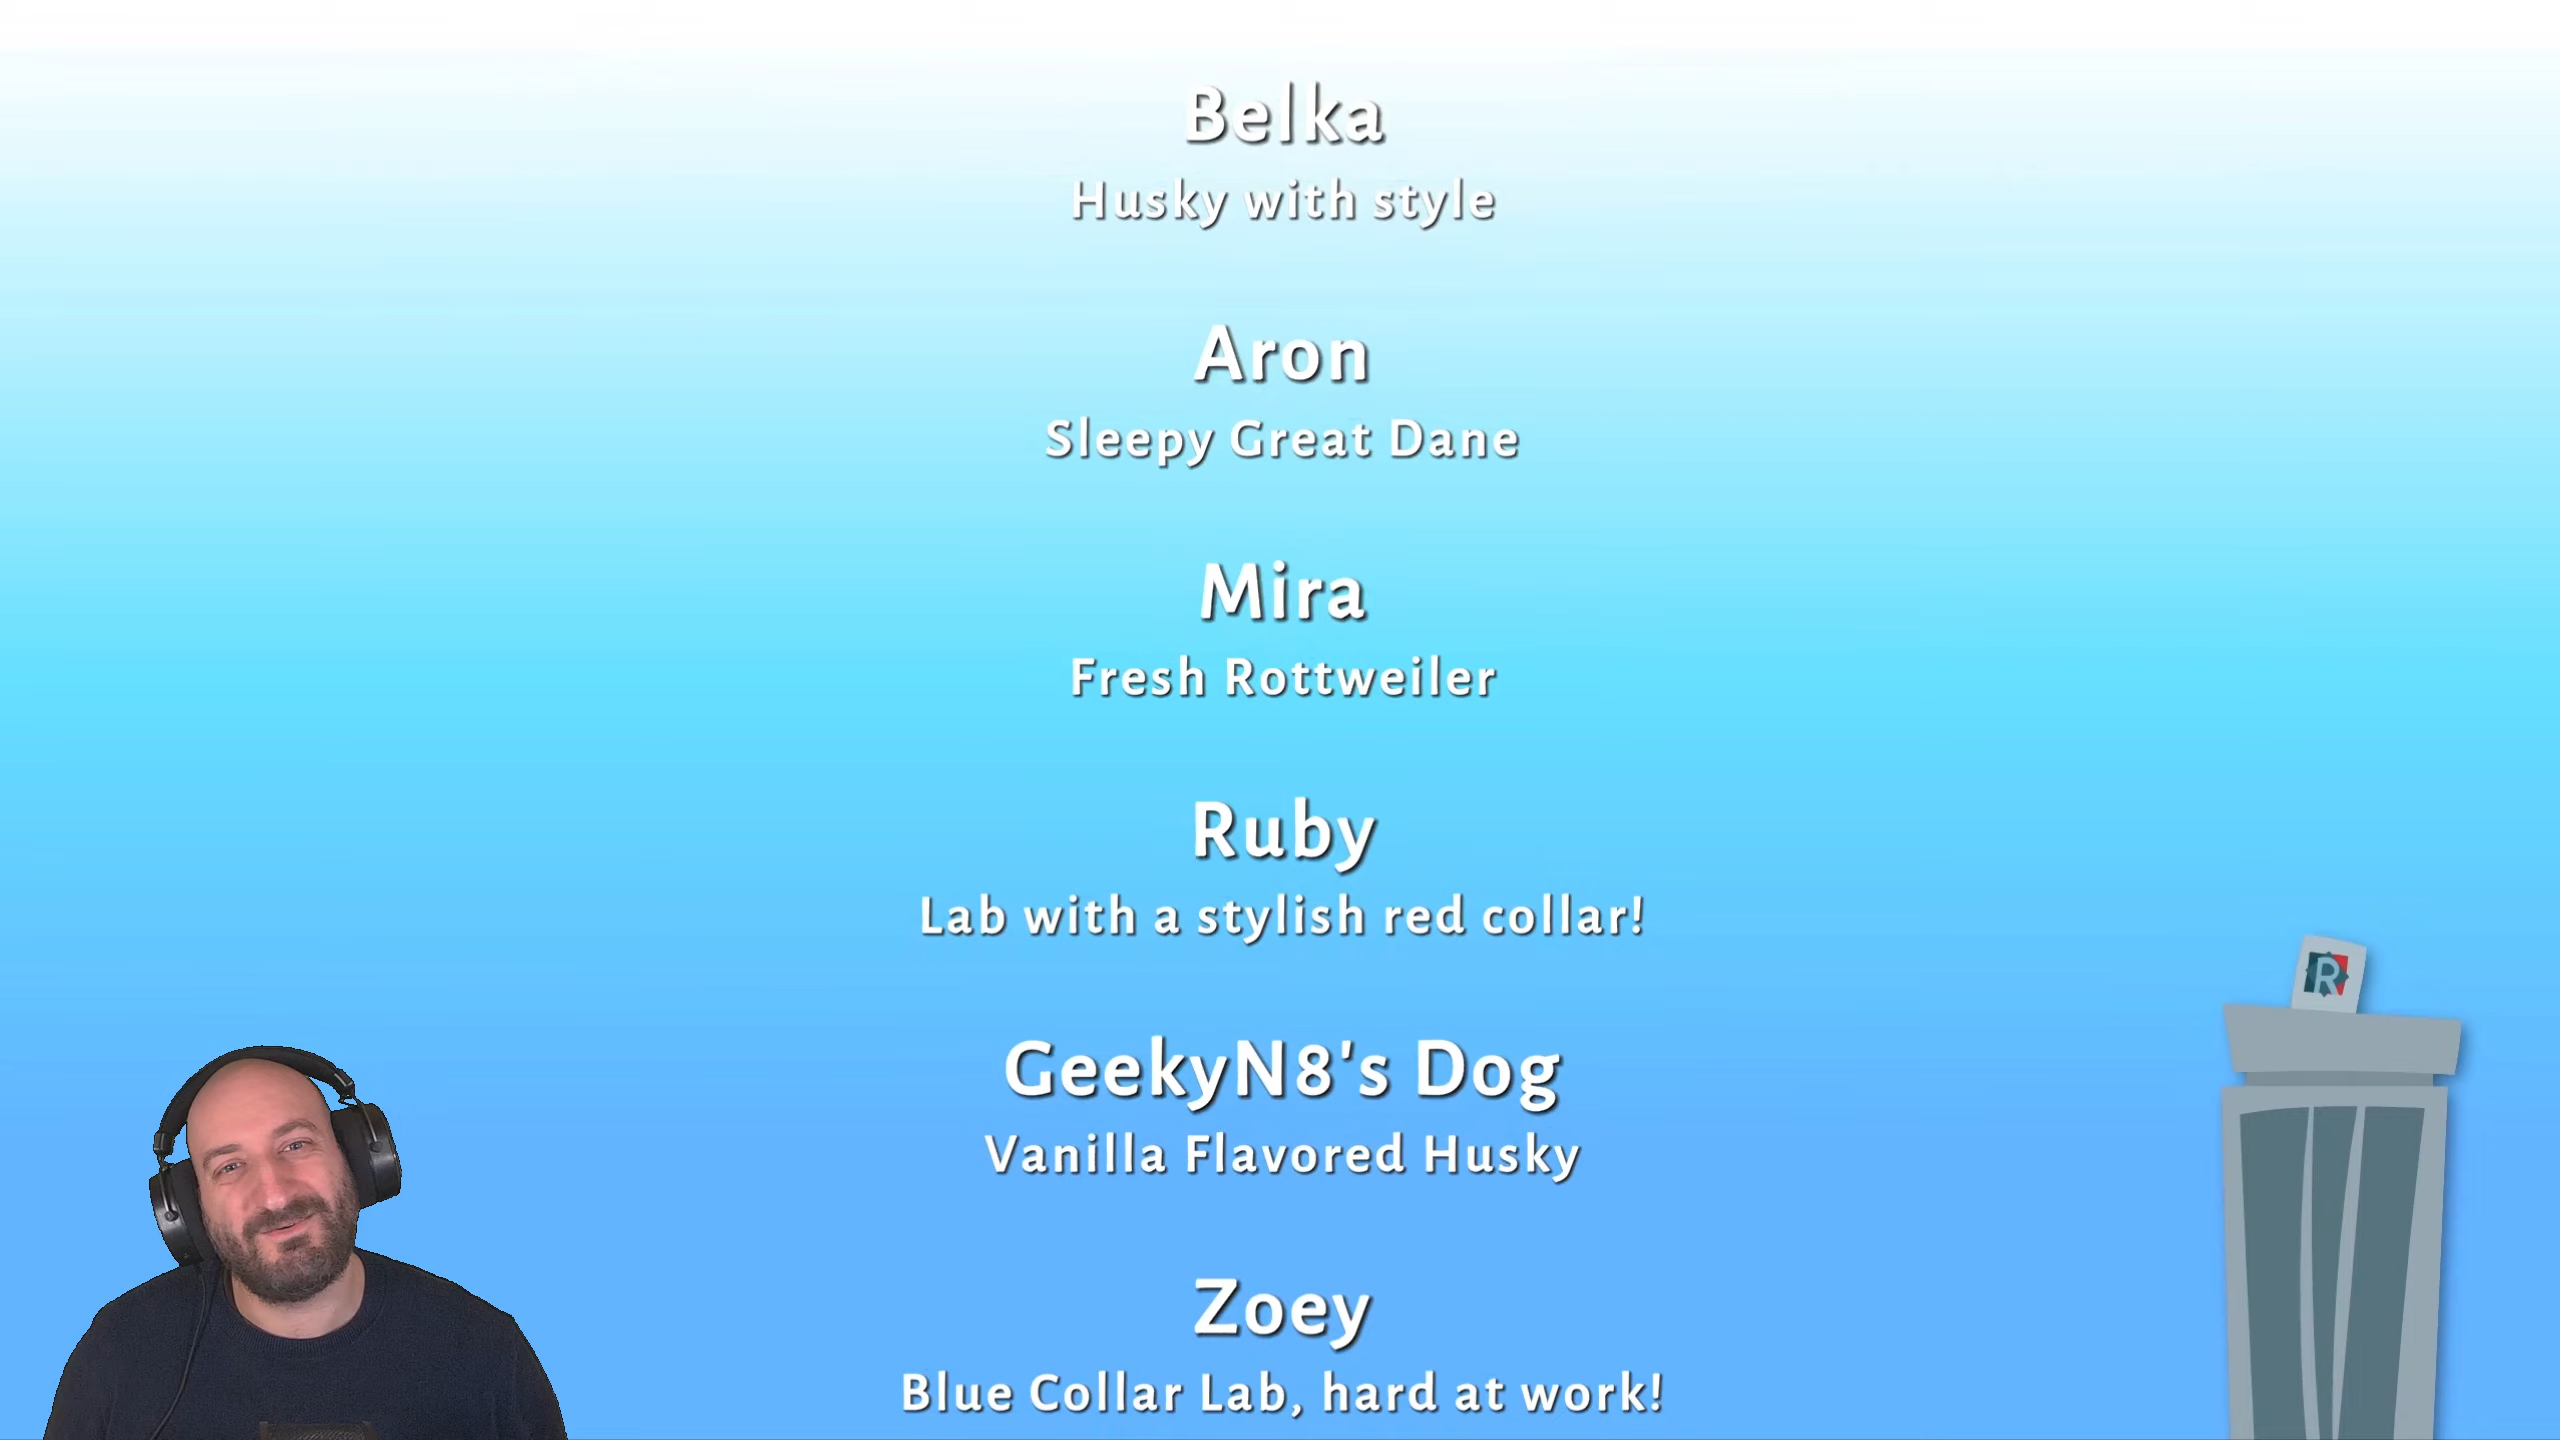 Belka
Husky with style
Aron
Sleepy Great Dane
Mira
Fresh Rottweiler
Ruby
Lab with a stylish red collar!
R
GeekyN8's Dog
Vanilla Flavored Husky
Zoey
Blue Collar Lab, hard at work!